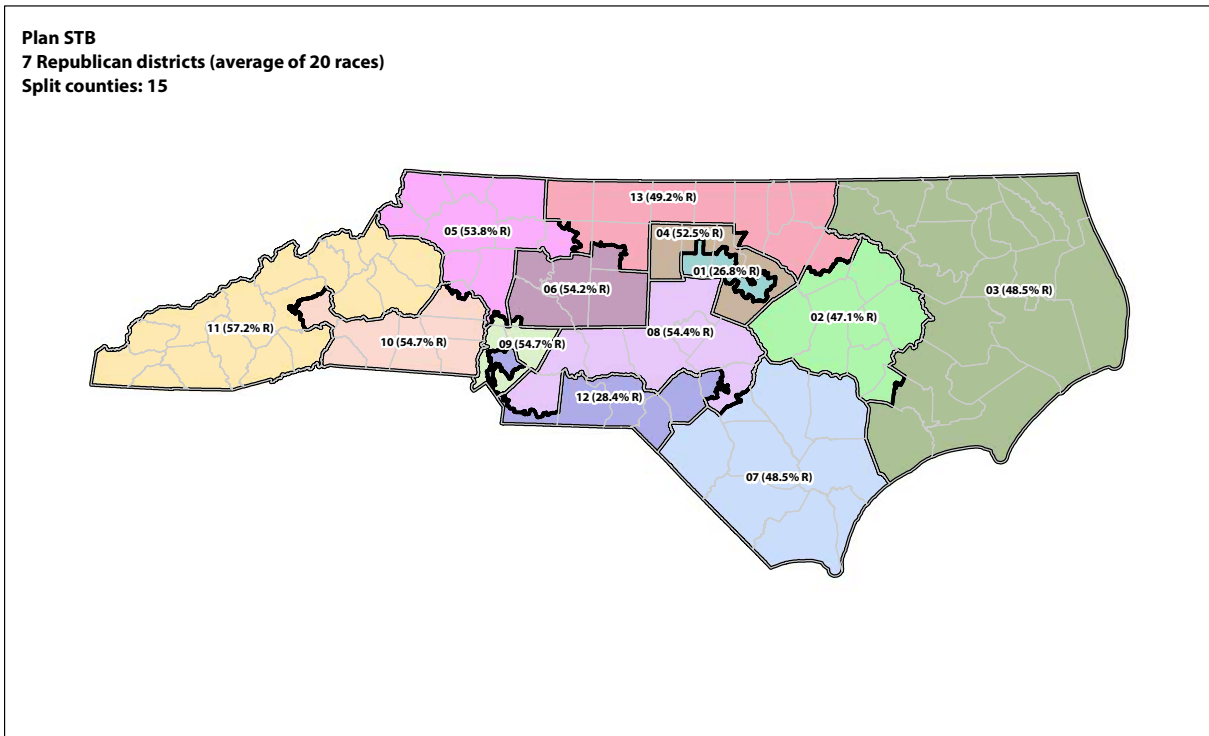 Plan STB
7 Republican districts (average of 20 races)
Split counties: 15
13 (49.2% R)
05 (53.8% R)
04 (52.5% R)
01 (26.8% R)
06 (54.2% R)
03 (48.5% R)
02 (47.1% R)
11 (57.2% R)
08 (54.4% R)
10 (54.7% R)
09 (54.7% R)
12 (28.4% R)
07 (48.5% R)